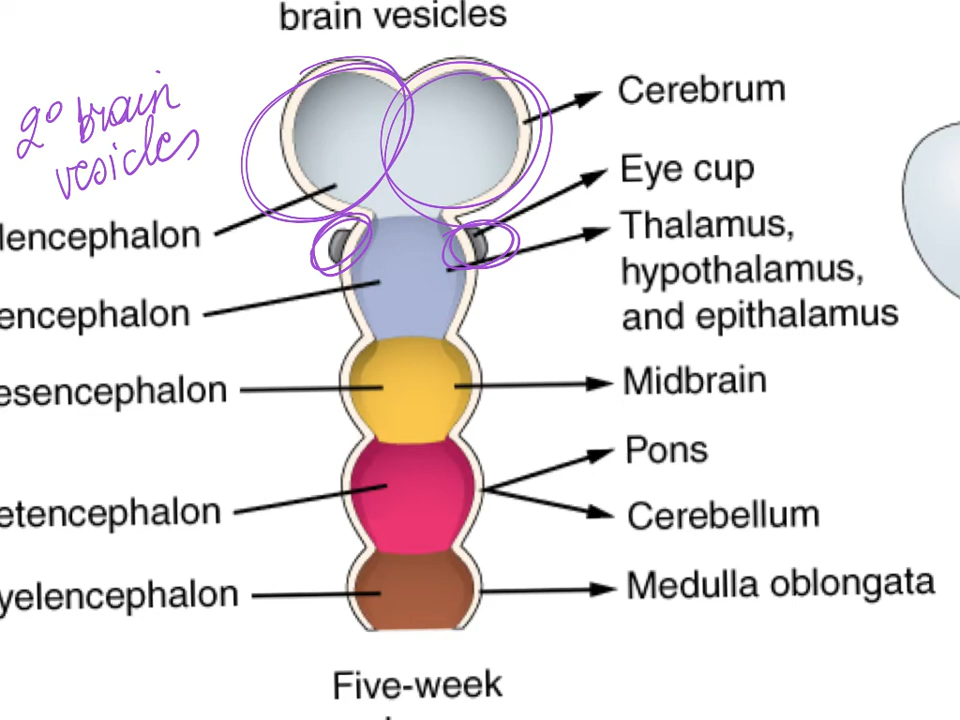 brain vesicles
2° brain
vesicles
Cerebrum
Eye cup
lencephalon
Thalamus,
hypothalamus,
and epithalamus
encephalon
esencephalon
Midbrain
Pons
etencephalon
Cerebellum
yelencephalon
Medulla oblongata
Five-week